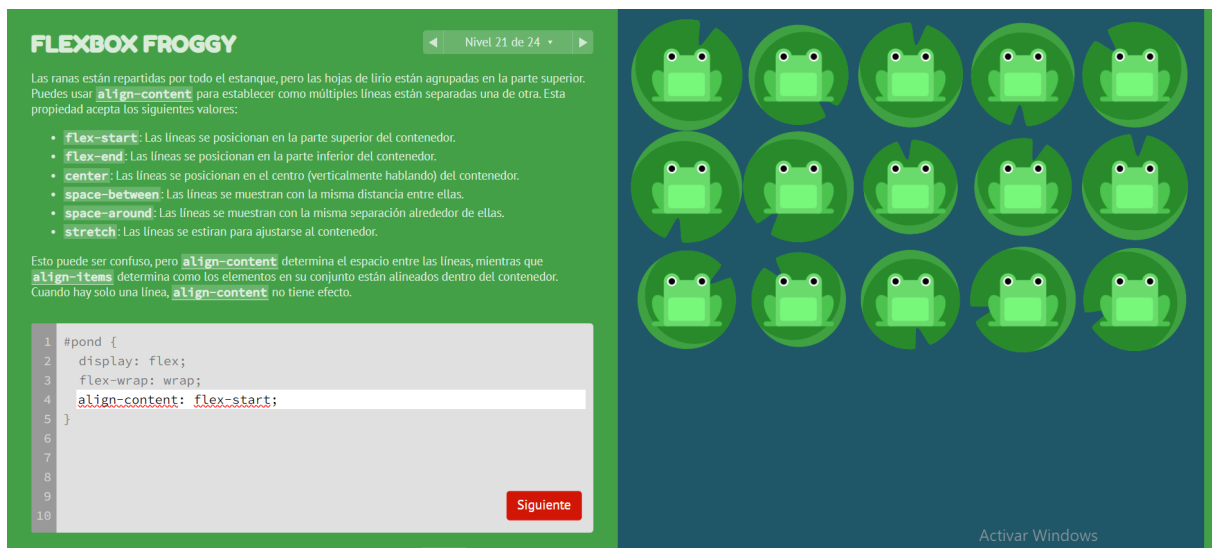 FLEXBOX FROGGY
Nivel 21 de 24
Las ranas están repartidas por todo el estanque, pero las hojas de lirio están agrupadas en la parte superior.
Puedes usar align-content para establecer como múltiples líneas están separadas una de otra. Esta
propiedad acepta los siguientes valores:
• flex-start: Las líneas se posicionan en la parte superior del contenedor.
• flex-end: Las líneas se posicionan en la parte inferior del contenedor.
• center: Las líneas se posicionan en el centro (verticalmente hablando) del contenedor.
• space-between: Las líneas se muestran con la misma distancia entre ellas.
• space-around: Las líneas se muestran con la misma separación alrededor de ellas.
• stretch: Las líneas se estiran para ajustarse al contenedor.
Esto puede ser confuso, pero align-content determina el espacio entre las líneas, mientras que
align-items determina como los elementos en su conjunto están alineados dentro del contenedor.
Cuando hay solo una línea, align-content no tiene efecto.
1 #pond {
2 display: flex;
3 flex-wrap: wrap;
4 align-content: flex-start;
5 }
6
7
8
9
10
Siguiente
Activar Windows